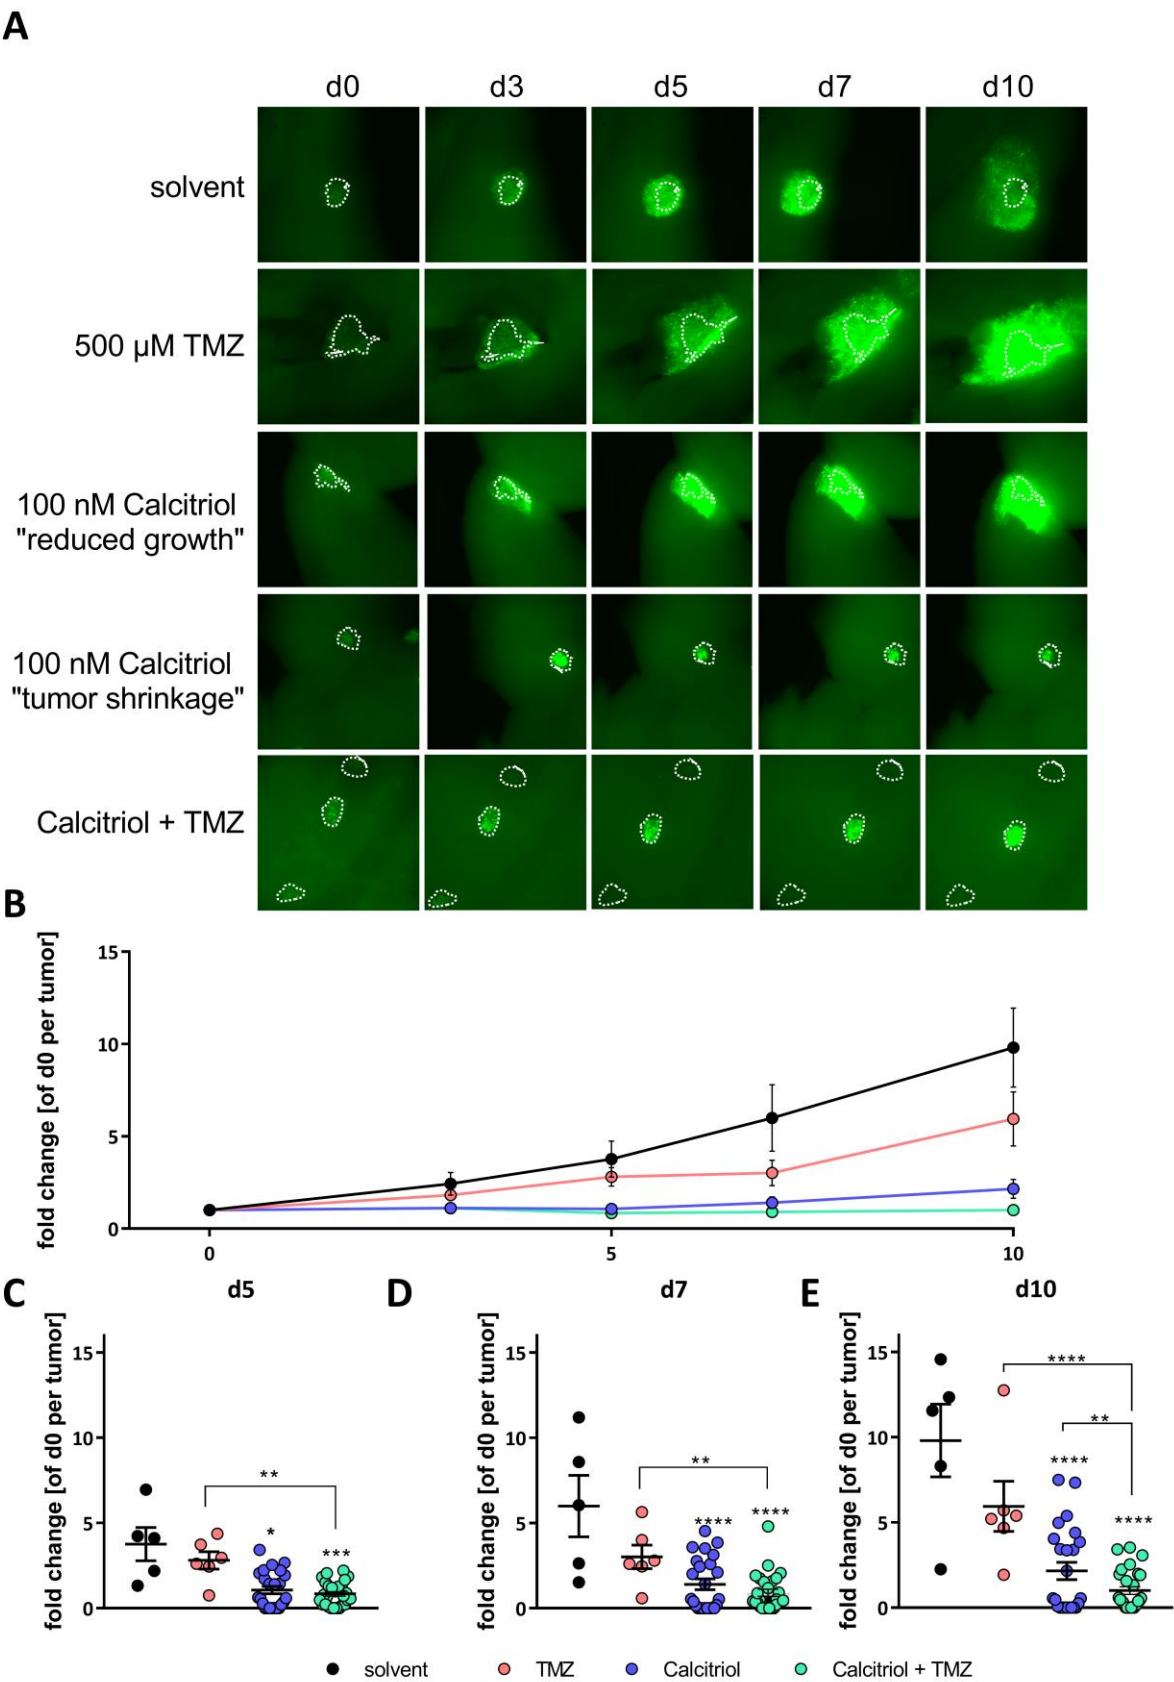 A
d0 d3 d5 d7 d10
solvent
500 µM TMZ
100 nM Calcitriol
"reduced growth"
100 nM Calcitriol
"tumor shrinkage"
Calcitriol + TMZ
B
fold change [of d0 per tumor]
15
10
5
0
0 5 10
C d5
fold change [of d0 per tumor]
15
10
5
0
**
*
***
D d7
fold change [of d0 per tumor]
15
10
5
0
**
****
****
E d10
fold change [of d0 per tumor]
15
10
5
0
****
**
****
****
solvent TMZ Calcitriol Calcitriol + TMZ